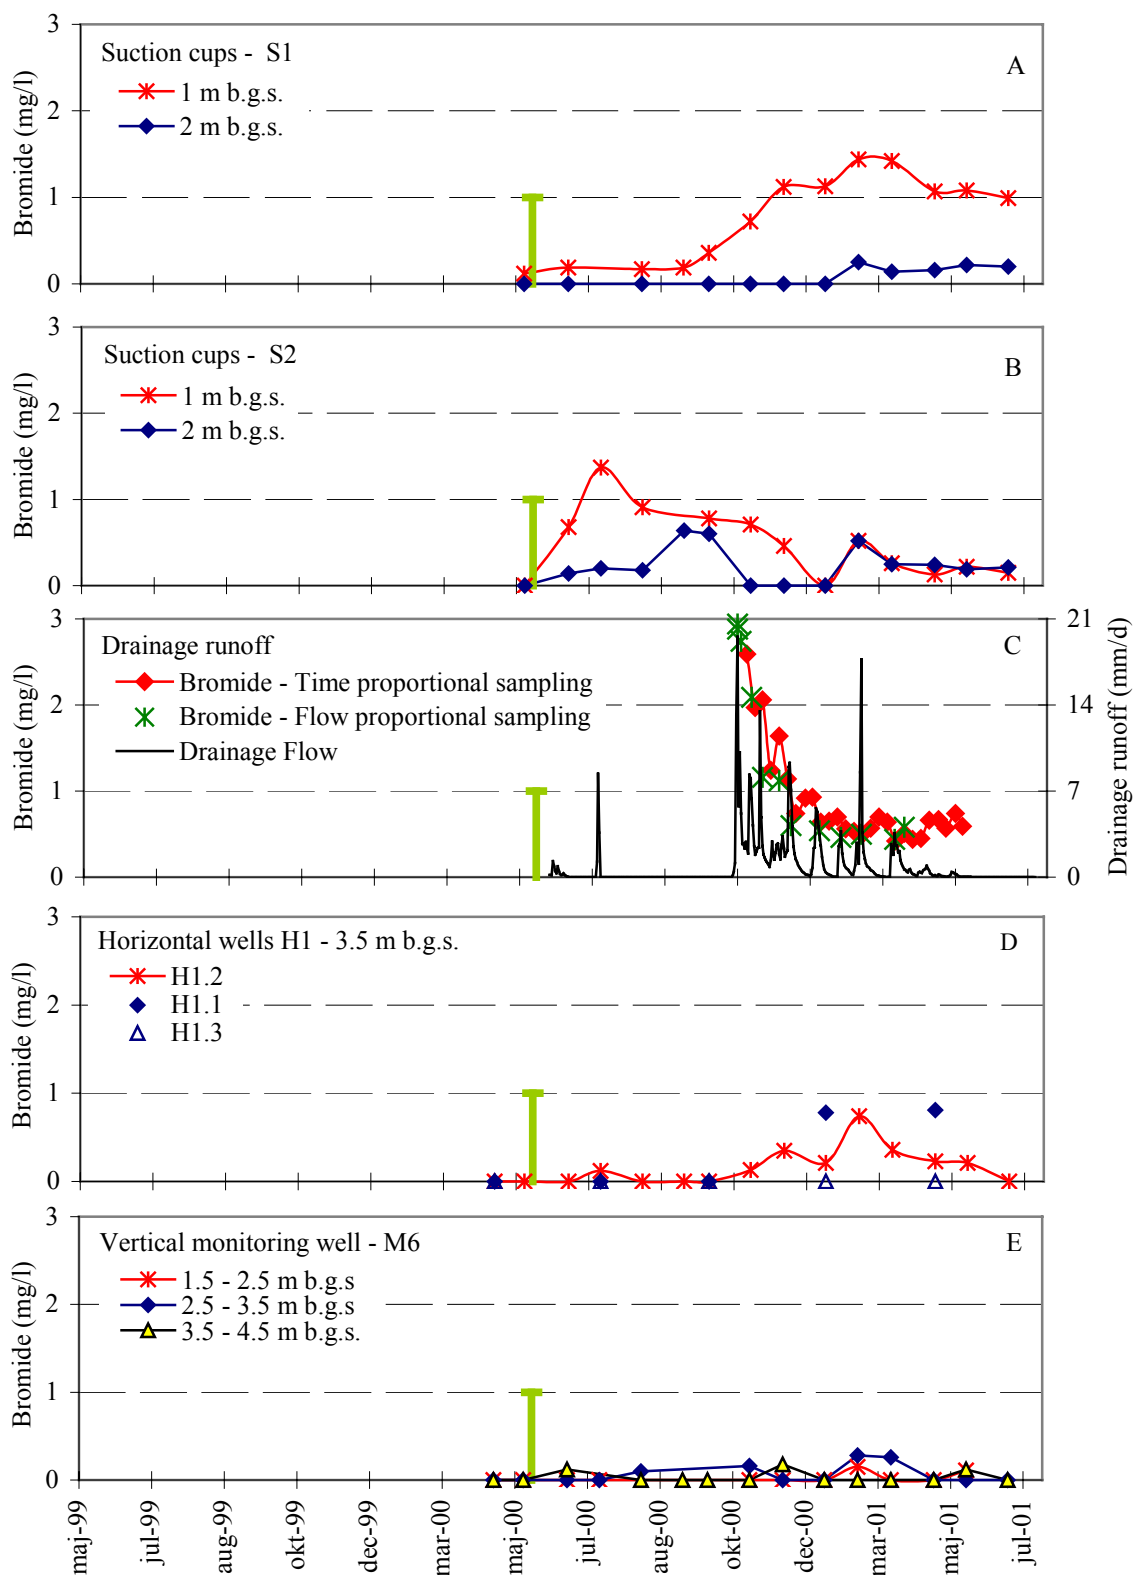 3
2
1
0
Bromide (mg/l)
Suction cups - S1
1 m b.g.s.
2 m b.g.s.
A
3
2
1
0
Bromide (mg/l)
Suction cups - S2
1 m b.g.s.
2 m b.g.s.
B
3
2
1
0
Bromide (mg/l)
Drainage runoff
Bromide - Time proportional sampling
Bromide - Flow proportional sampling
Drainage Flow
C
21
14
7
0
Drainage runoff (mm/d)
3
2
1
0
Bromide (mg/l)
Horizontal wells H1 - 3.5 m b.g.s.
H1.2
H1.1
H1.3
D
3
2
1
0
Bromide (mg/l)
Vertical monitoring well - M6
1.5 - 2.5 m b.g.s
2.5 - 3.5 m b.g.s
3.5 - 4.5 m b.g.s.
E
maj-99
jul-99
aug-99
okt-99
dec-99
mar-00
maj-00
jul-00
aug-00
okt-00
dec-00
mar-01
maj-01
jul-01